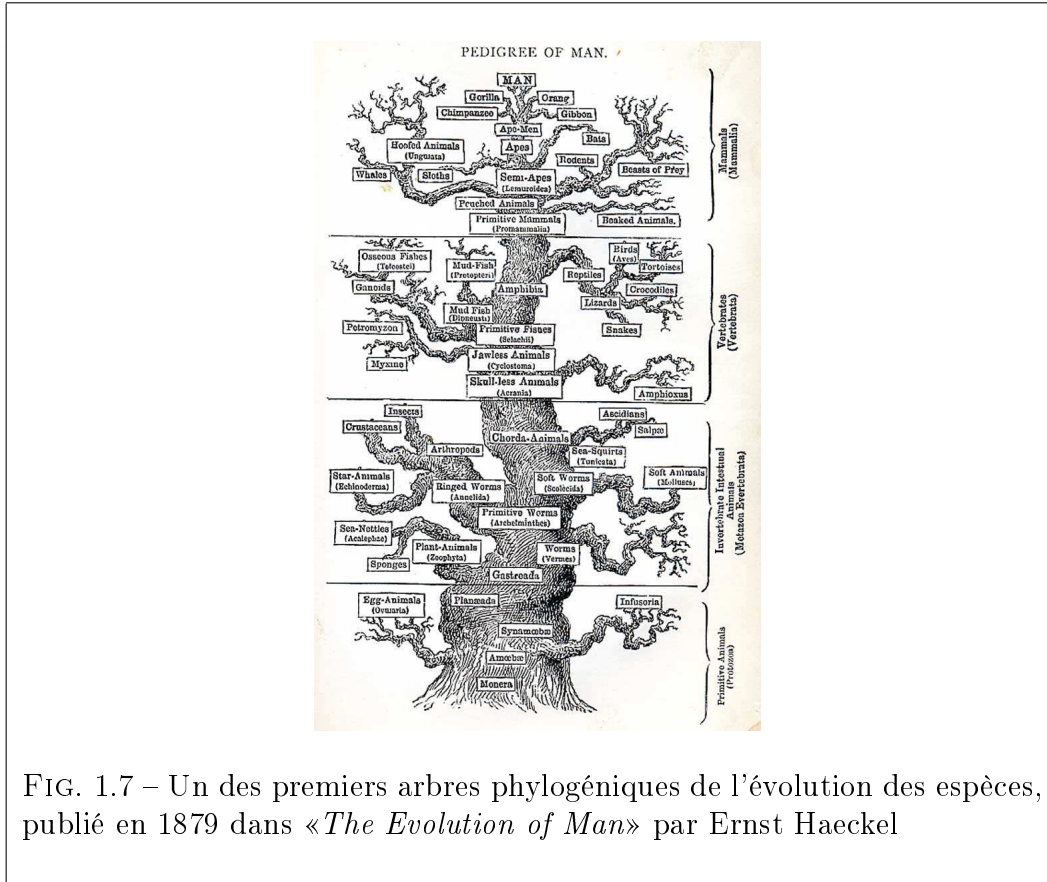 PEDIGREE OF MAN.
MAN
Gorilla
Orang
Chimpanzee
Gibbon
Ape-Men
Bats
Hoofed Animals
(Ungulata)
Apes
Rodents
Whales
Sloths
Semi-Apes
(Lemuroidea)
Beasts of Prey
Pouched Animals
Primitive Mammals
(Promammalia)
Beaked Animals.
Mammals
(Mammalia)
Osseous Fishes
(Teleostei)
Mud-Fish
(Protopteri)
Birds
(Aves)
Tortoises
Reptiles
Ganoids
Amphibia
Crocodiles
Lizards
Mud Fish
(Dipneusta)
Petromyzon
Primitive Fishes
(Selachii)
Snakes
Myxine
Jawless Animals
(Cyclostoma)
Skull-less Animals
(Acrania)
Amphioxus
Vertebrates
(Vertebrata)
Insects
Ascidians
Crustaceans
Salpæ
Chorda-Animals
Arthropods
Sea-Squirts
(Tunicata)
Star-Animals
(Echinoderma)
Ringed Worms
(Annelida)
Soft Worms
(Scolecida)
Soft Animals
(Molluscs)
Primitive Worms
(Archelminthes)
Sea-Nettles
(Acalephae)
Plant-Animals
(Zoophyta)
Worms
(Vermes)
Sponges
Gastreada
Invertebrate Intestinal
Animals
(Metazoa Evertebrata)
Egg-Animals
(Ovularia)
Planæada
Infusoria
Synamœbæ
Amœbæ
Monera
Primitive Animals
(Protozoa)
FIG. 1.7 – Un des premiers arbres phylogéniques de l'évolution des espèces,
publié en 1879 dans «The Evolution of Man» par Ernst Haeckel